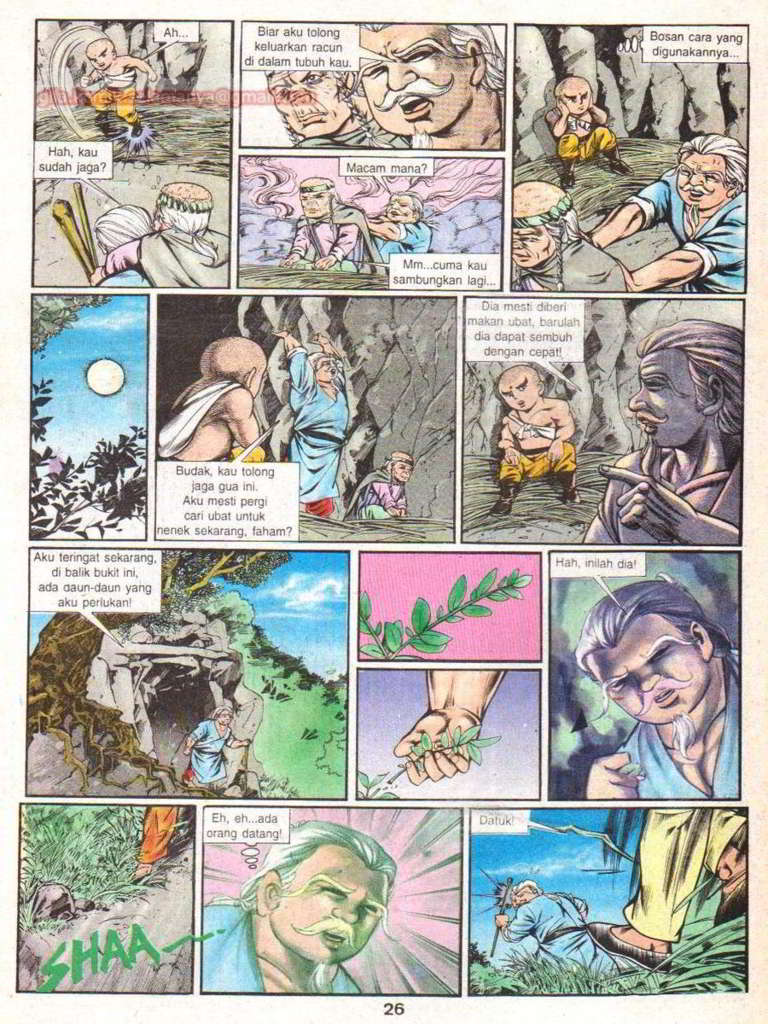 Ah...
Hah, kau
sudah jaga?
Biar aku tolong
keluarkan racun
di dalam tubuh kau.
Macam mana?
Mm...cuma kau
sambungkan lagi...
Bosan cara yang
digunakannya...
Budak, kau tolong
jaga gua ini.
Aku mesti pergi
cari ubat untuk
nenek sekarang, faham?
Dia mesti diberi
makan ubat, barulah
dia dapat sembuh
dengan cepat!
Aku teringat sekarang,
di balik bukit ini,
ada daun-daun yang
aku perlukan!
Hah, inilah dia!
SHAA~
Eh, eh...ada
orang datang!
Datuk!
26